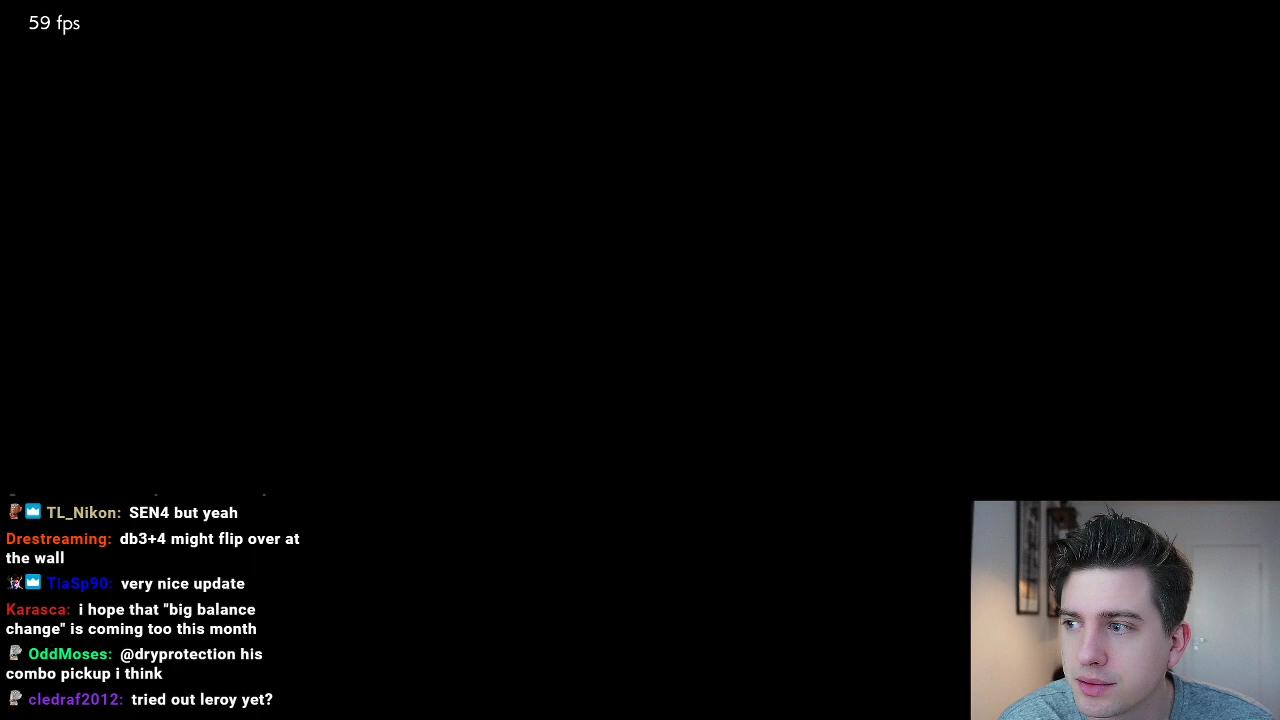 59 fps
TL_Nikon: SEN4 but yeah
Drestreaming: db3+4 might flip over at
the wall
TiaSp90: very nice update
Karasca: i hope that "big balance
change" is coming too this month
OddMoses: @dryprotection his
combo pickup i think
cledraf2012: tried out leroy yet?